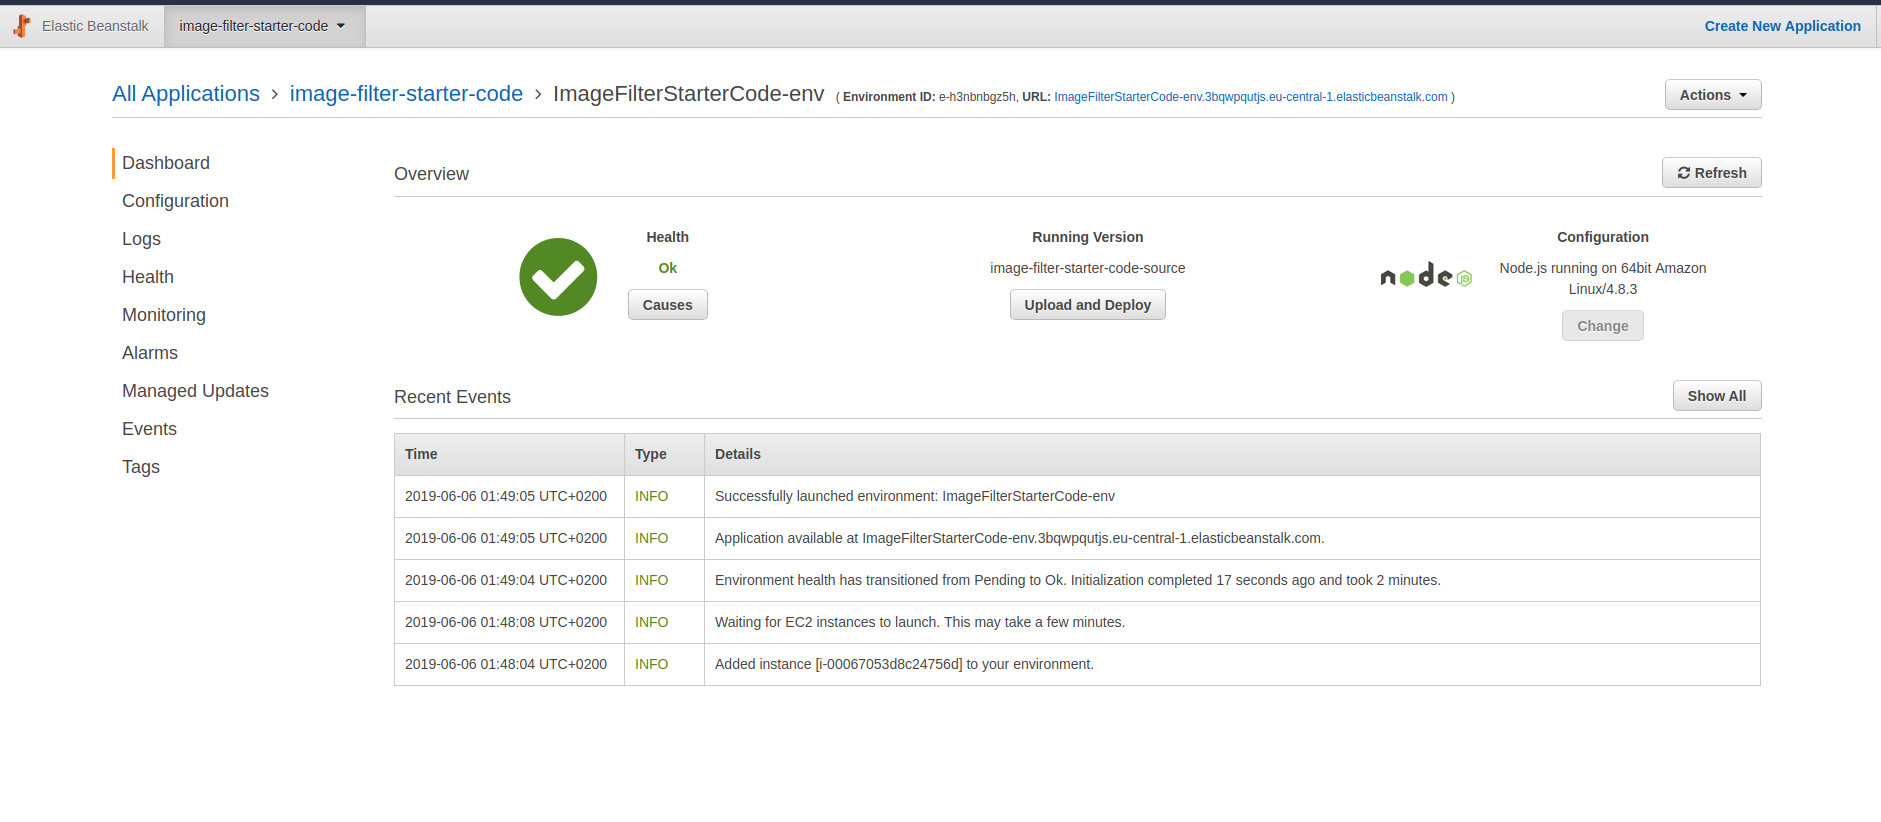 Elastic Beanstalk image-filter-starter-code Create New Application
All Applications > image-filter-starter-code > ImageFilterStarterCode-env ( Environment ID: e-h3nbnbgz5h, URL: ImageFilterStarterCode-env.3bqwpqutjs.eu-central-1.elasticbeanstalk.com )
Actions
Dashboard
Configuration
Logs
Health
Monitoring
Alarms
Managed Updates
Events
Tags
Overview
Refresh
Health
Ok
Causes
Running Version
image-filter-starter-code-source
Upload and Deploy
node
JS
Configuration
Node.js running on 64bit Amazon
Linux/4.8.3
Change
Recent Events
Show All
Time Type Details
2019-06-06 01:49:05 UTC+0200 INFO Successfully launched environment: ImageFilterStarterCode-env
2019-06-06 01:49:05 UTC+0200 INFO Application available at ImageFilterStarterCode-env.3bqwpqutjs.eu-central-1.elasticbeanstalk.com.
2019-06-06 01:49:04 UTC+0200 INFO Environment health has transitioned from Pending to Ok. Initialization completed 17 seconds ago and took 2 minutes.
2019-06-06 01:48:08 UTC+0200 INFO Waiting for EC2 instances to launch. This may take a few minutes.
2019-06-06 01:48:04 UTC+0200 INFO Added instance [i-00067053d8c24756d] to your environment.